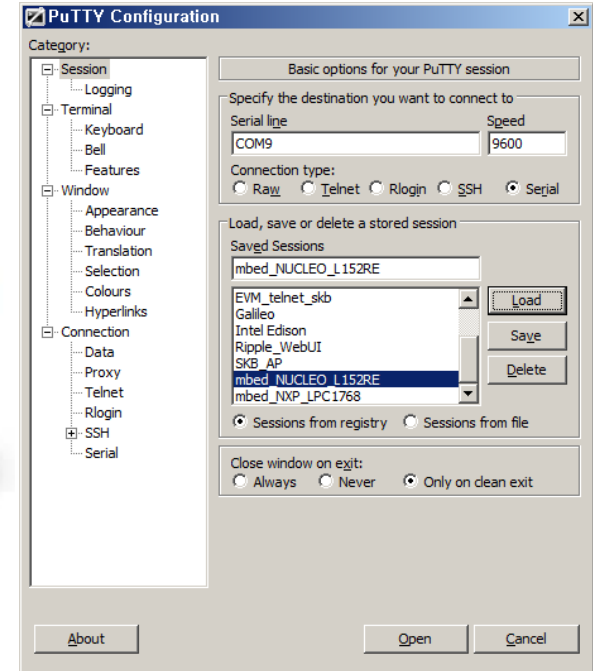 PuTTY Configuration
Category:
Session
Logging
Terminal
Keyboard
Bell
Features
Window
Appearance
Behaviour
Translation
Selection
Colours
Hyperlinks
Connection
Data
Proxy
Telnet
Rlogin
SSH
Serial
Basic options for your PuTTY session
Specify the destination you want to connect to
Serial line Speed
COM9 9600
Connection type:
Raw Telnet Rlogin SSH Serial
Load, save or delete a stored session
Saved Sessions
mbed_NUCLEO_L152RE
EVM_telnet_skb
Galileo
Intel Edison
Ripple_WebUI
SKB_AP
mbed_NUCLEO_L152RE
mbed_NXP_LPC1768
Load
Save
Delete
Sessions from registry Sessions from file
Close window on exit:
Always Never Only on clean exit
About Open Cancel